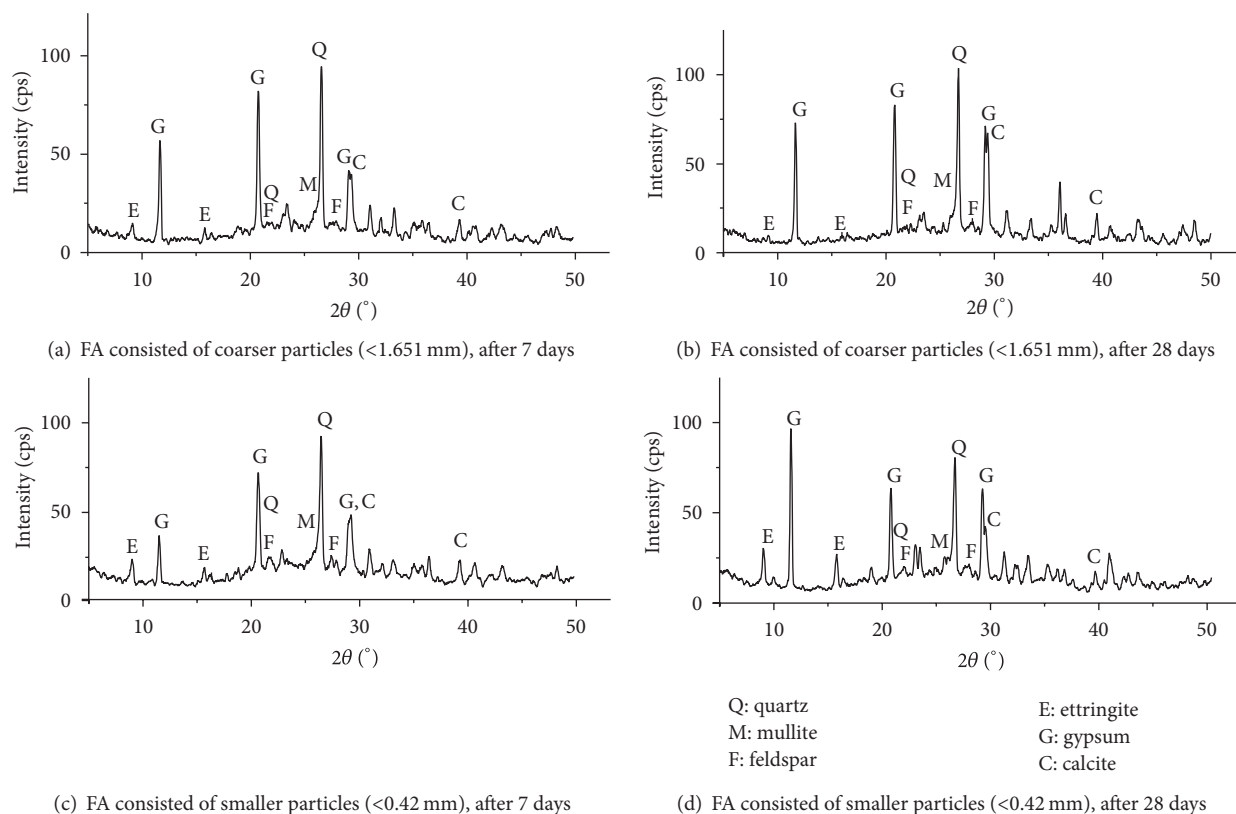 Intensity (cps)
100
50
0
E
G
E
G
Q
F
M
Q
F
G
C
C
10
20
30
40
50
2θ (°)
(a) FA consisted of coarser particles (<1.651 mm), after 7 days
Intensity (cps)
100
50
0
E
G
E
G
Q
F
M
Q
F
G
C
C
10
20
30
40
50
2θ (°)
(b) FA consisted of coarser particles (<1.651 mm), after 28 days
Intensity (cps)
100
50
0
E
G
E
G
Q
F
M
Q
F
G, C
C
10
20
30
40
50
2θ (°)
(c) FA consisted of smaller particles (<0.42 mm), after 7 days
Intensity (cps)
100
50
0
E
G
E
G
Q
F
M
Q
F
G
C
C
10
20
30
40
50
2θ (°)
Q: quartz
M: mullite
F: feldspar
E: ettringite
G: gypsum
C: calcite
(d) FA consisted of smaller particles (<0.42 mm), after 28 days